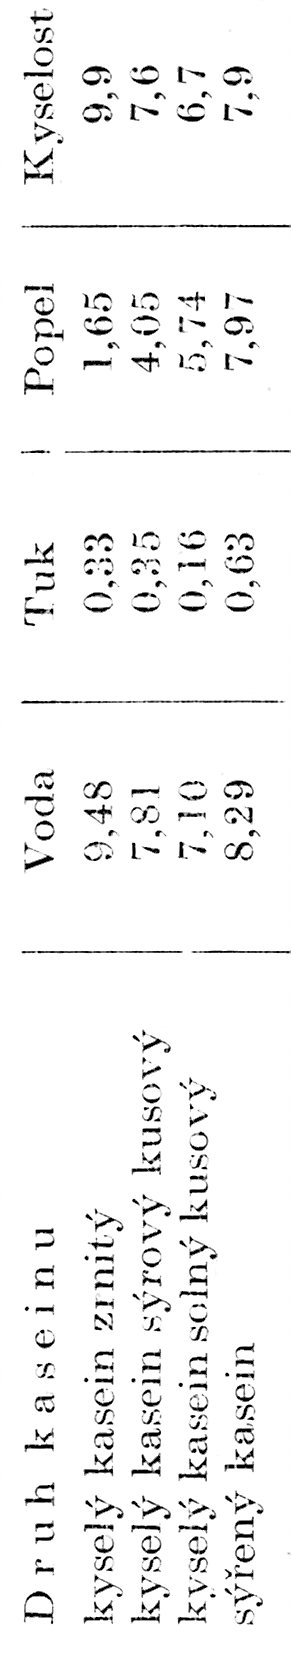 Druh kaseinu Voda Tuk Popel Kyselost
kyselý kasein zrnitý 9,48 0,33 1,65 9,9
kyselý kasein sýrový kusový 7,81 0,35 4,05 7,6
kyselý kasein solný kusový 7,10 0,16 5,74 6,7
sýřený kasein 8,29 0,63 7,97 7,9